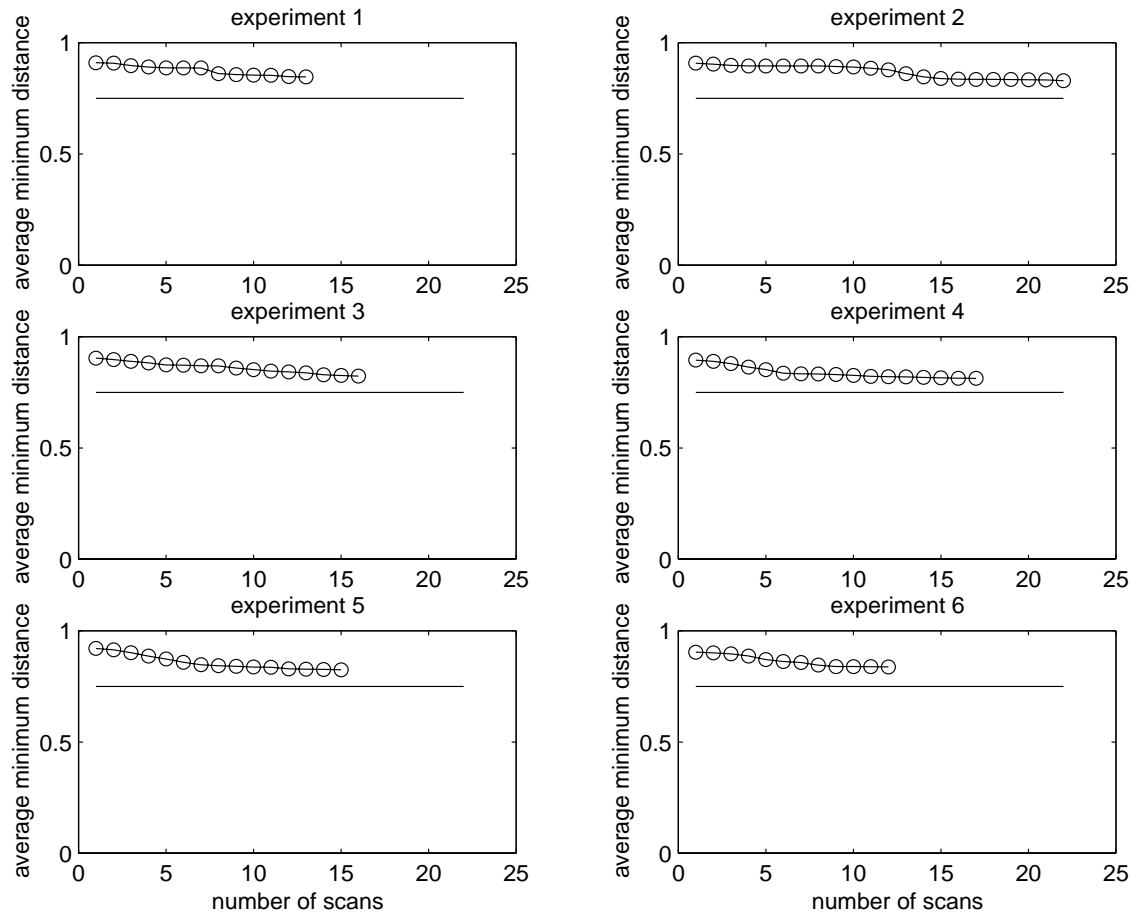 experiment 1
average minimum distance
1
0.5
0
0 5 10 15 20 25
experiment 2
average minimum distance
1
0.5
0
0 5 10 15 20 25
experiment 3
average minimum distance
1
0.5
0
0 5 10 15 20 25
experiment 4
average minimum distance
1
0.5
0
0 5 10 15 20 25
experiment 5
average minimum distance
1
0.5
0
0 5 10 15 20 25
number of scans
experiment 6
average minimum distance
1
0.5
0
0 5 10 15 20 25
number of scans